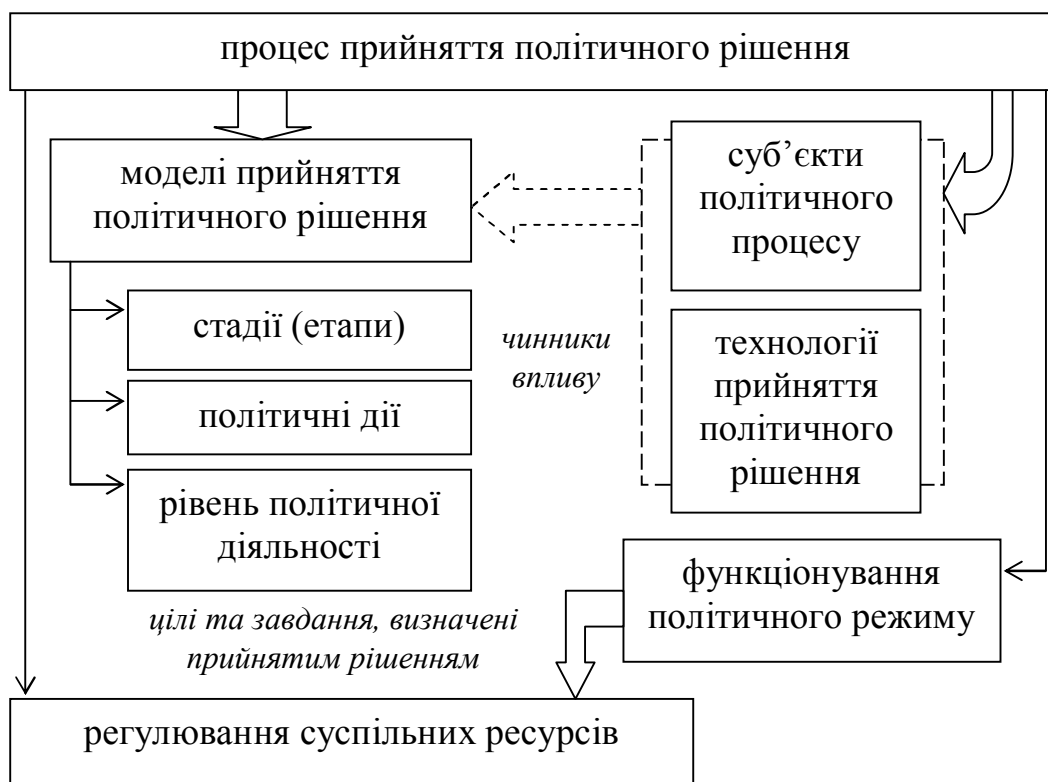 процес прийняття політичного рішення
моделі прийняття
політичного рішення
суб’єкти
політичного
процесу
стадії (етапи)
політичні дії
рівень політичної
діяльності
чинники
впливу
технології
прийняття
політичного
рішення
функціонування
політичного режиму
цілі та завдання, визначені
прийнятим рішенням
регулювання суспільних ресурсів